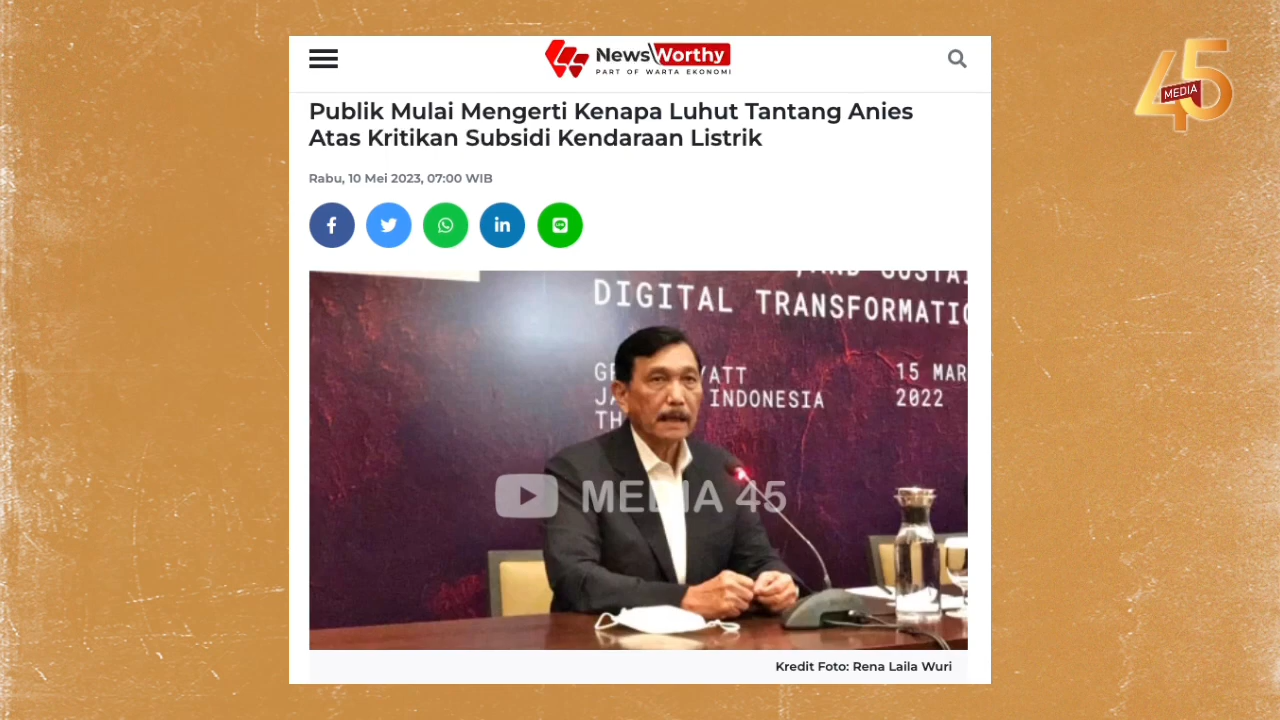 News Worthy
PART OF WARTA EKONOMI
45
MEDIA
Publik Mulai Mengerti Kenapa Luhut Tantang Anies
Atas Kritikan Subsidi Kendaraan Listrik
Rabu, 10 Mei 2023, 07:00 WIB
DIGITAL TRANSFORMATIO
15 MAR
INDONESIA
2022
MEDIA 45
Kredit Foto: Rena Laila Wuri